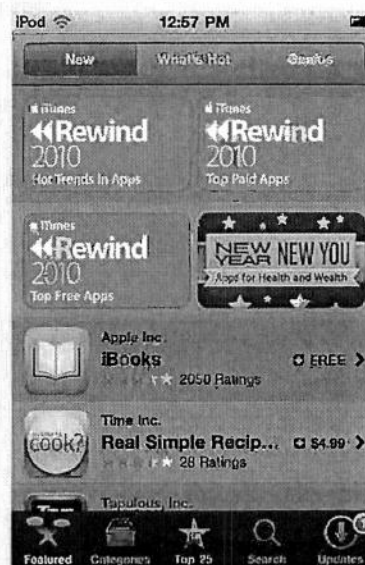 iPod 12:57 PM
New What's Hot Genius
iTunes
Rewind
2010
Hot Trends In Apps
iTunes
Rewind
2010
Top Paid Apps
iTunes
Rewind
2010
Top Free Apps
NEW YEAR NEW YOU
Apps for Health and Wealth
Apple Inc.
iBooks
FREE
2050 Ratings
Time Inc.
cook?
Real Simple Recip... $4.99
28 Ratings
Tapulous, Inc.
Featured Categories Top 25 Search Updates